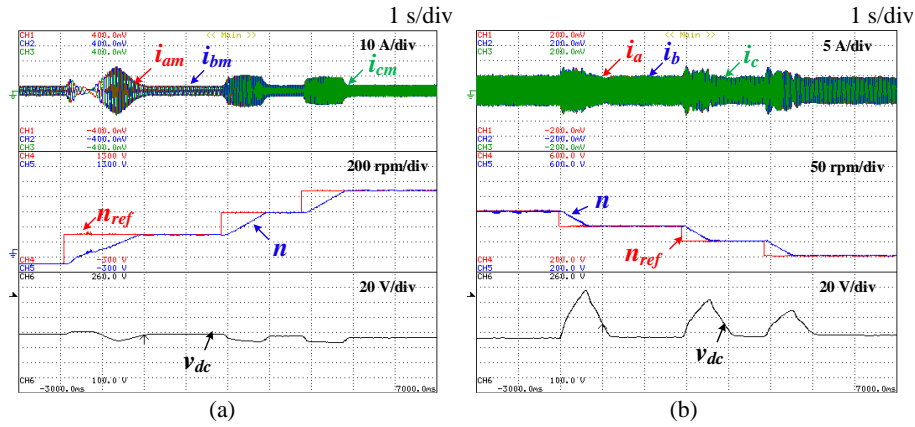 1 s/div
CH1 400.0mV
CH2 400.0mV
CH3 400.0mV
<< Main >>
10 A/div
i_am
i_bm
i_cm
CH1 -400.0mV
CH2 -400.0mV
CH3 -400.0mV
CH4 1300 V
CH5 1300 V
200 rpm/div
n_ref
n
CH4 -300 V
CH5 -300 V
CH6 260.0 V
20 V/div
v_dc
CH6 100.0 V
-3000.0ms
7000.0ms
(a)
1 s/div
CH1 200.0mV
CH2 200.0mV
CH3 200.0mV
<< Main >>
5 A/div
i_a
i_b
i_c
CH1 -200.0mV
CH2 -200.0mV
CH3 -200.0mV
CH4 600.0 V
CH5 600.0 V
50 rpm/div
n
n_ref
CH4 200.0 V
CH5 200.0 V
CH6 260.0 V
20 V/div
v_dc
CH6 100.0 V
-3000.0ms
7000.0ms
(b)